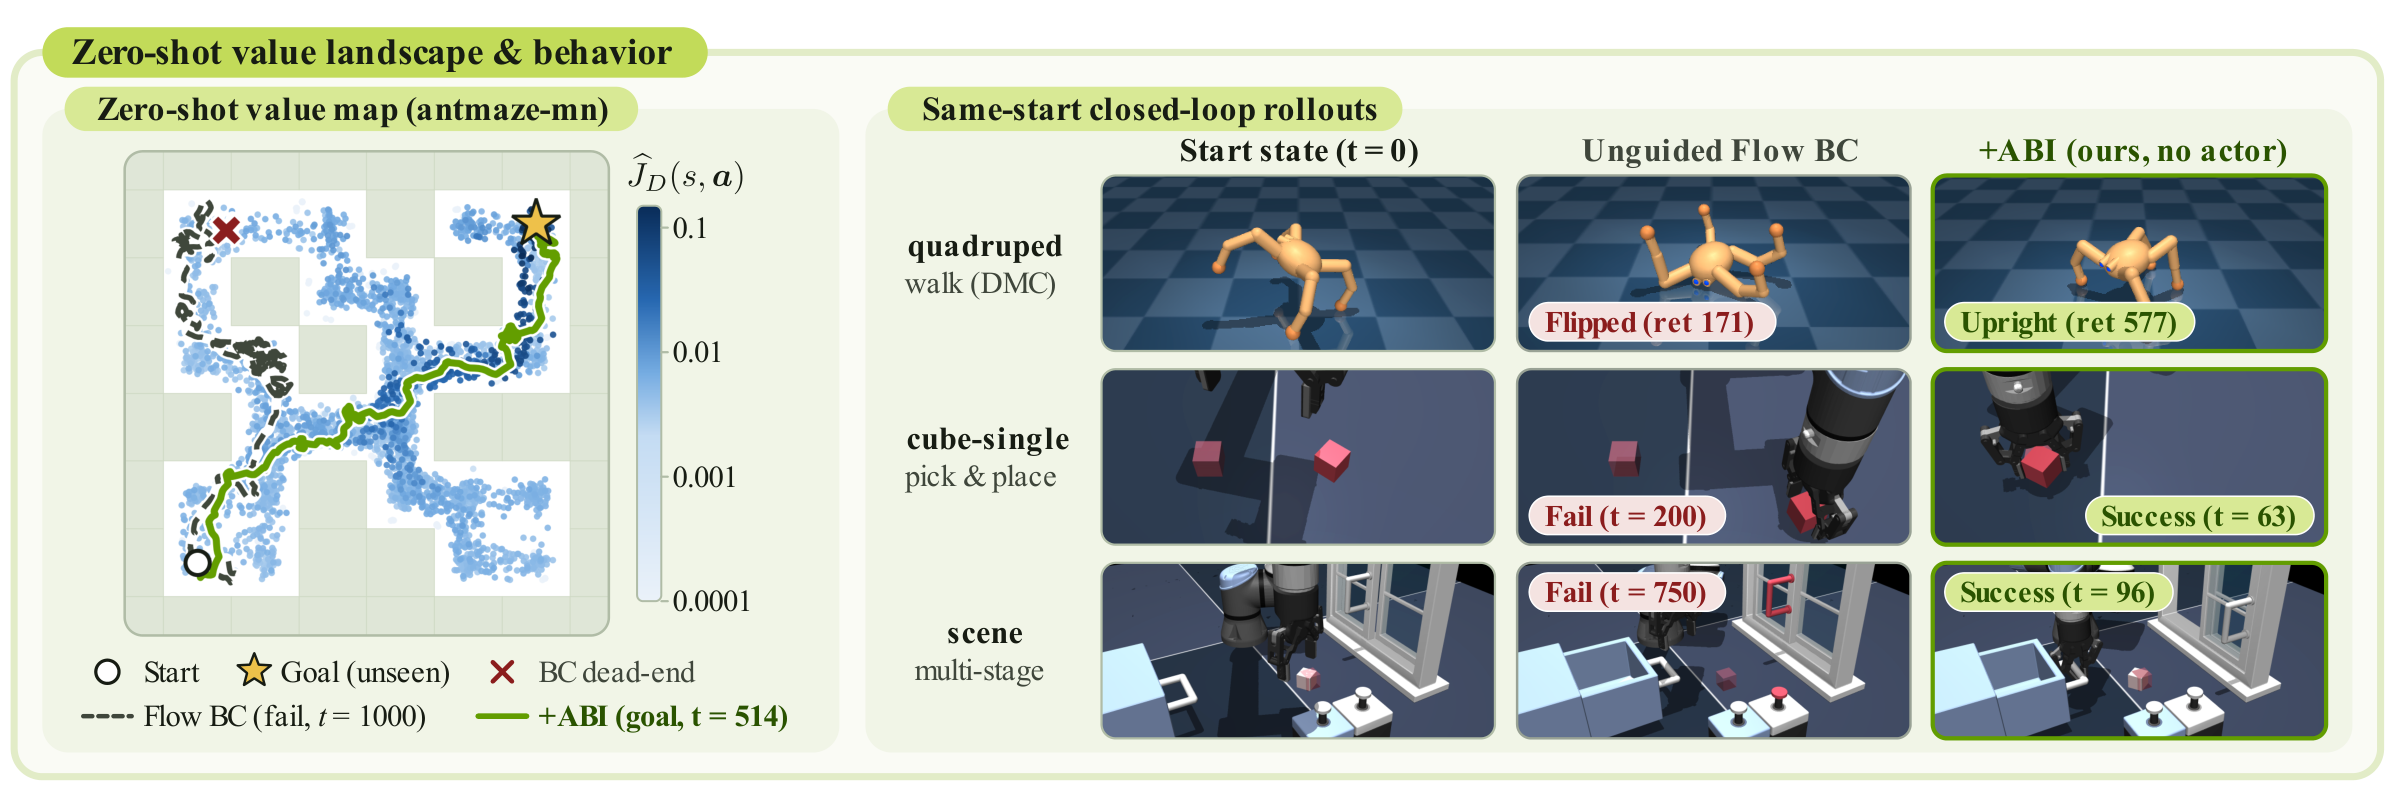 Zero-shot value landscape & behavior
Zero-shot value map (antmaze-mn)
Ĵ_D(s, a)
0.1
0.01
0.001
0.0001
Start
Goal (unseen)
BC dead-end
Flow BC (fail, t = 1000)
+ABI (goal, t = 514)
Same-start closed-loop rollouts
Start state (t = 0)
Unguided Flow BC
+ABI (ours, no actor)
quadruped
walk (DMC)
Flipped (ret 171)
Upright (ret 577)
cube-single
pick & place
Fail (t = 200)
Success (t = 63)
scene
multi-stage
Fail (t = 750)
Success (t = 96)